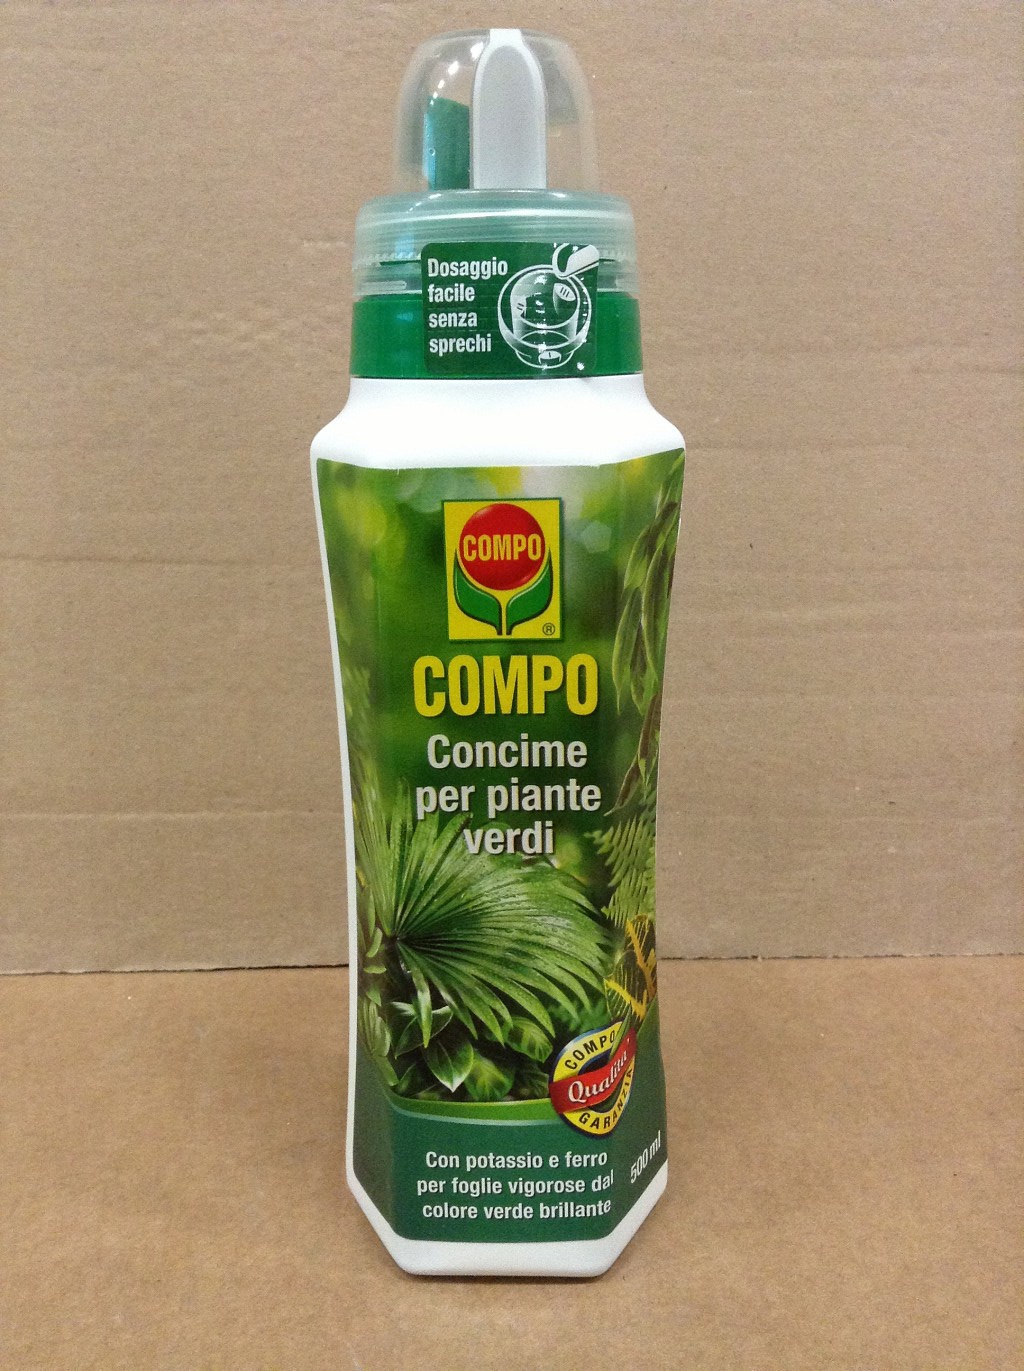 Dosaggio
facile
senza
sprechi
COMPO
®
COMPO
Concime
per piante
verdi
COMPO
Qualità
GARANZIA
Con potassio e ferro
per foglie vigorose dal
colore verde brillante
500 ml